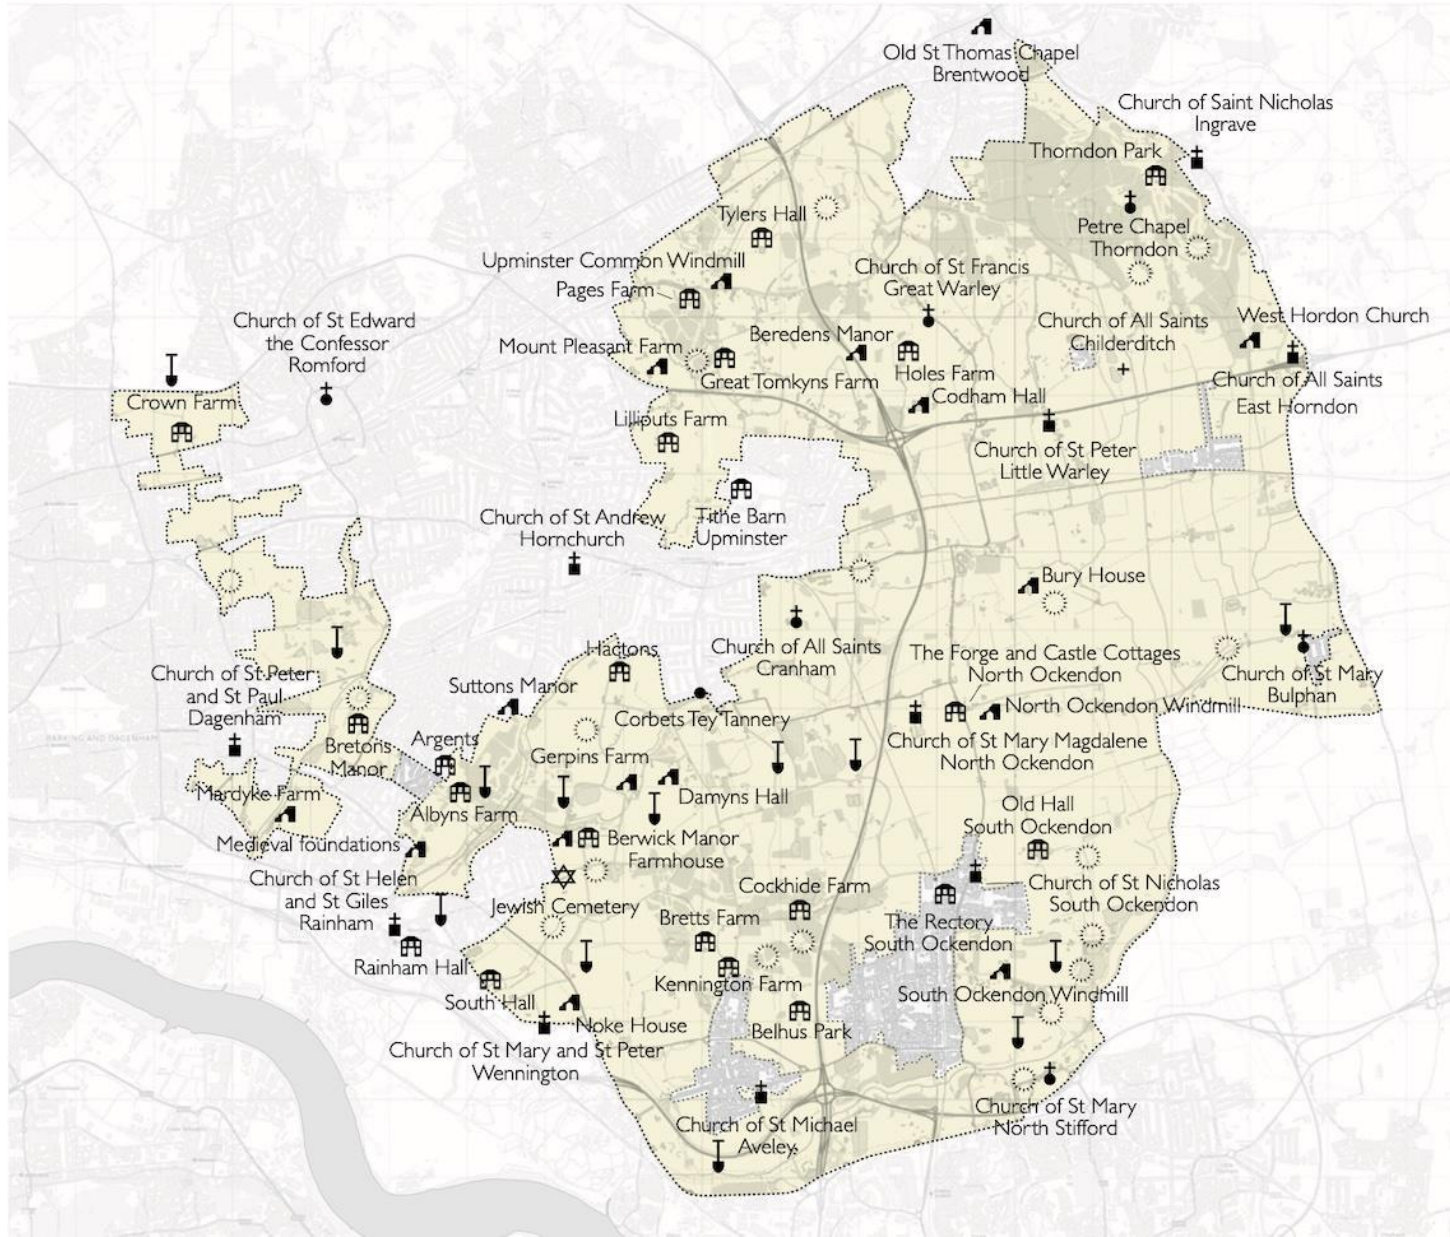 Old St Thomas Chapel
Brentwood
Church of Saint Nicholas
Ingrave
Thorndon Park
Tylers Hall
Petre Chapel
Thorndon
Upminster Common Windmill
Pages Farm
Church of St Francis
Great Warley
Church of St Edward
the Confessor
Romford
Mount Pleasant Farm
Beredens Manor
Church of All Saints
Childerditch
West Hordon Church
Great Tomkyns Farm
Holes Farm
Codham Hall
Church of All Saints
East Horndon
Crown Farm
Lilliputs Farm
Church of St Peter
Little Warley
Church of St Andrew
Hornchurch
Tithe Barn
Upminster
Bury House
Hactons
Church of All Saints
Cranham
The Forge and Castle Cottages
North Ockendon
Church of St Mary
Bulphan
Church of St Peter
and St Paul
Dagenham
Suttons Manor
Corbets Tey Tannery
North Ockendon Windmill
BARKING AND DAGENHAM
Bretons
Manor
Argents
Gerpins Farm
Church of St Mary Magdalene
North Ockendon
Mardyke Farm
Albyns Farm
Damyns Hall
Old Hall
South Ockendon
Medieval foundations
Berwick Manor
Farmhouse
Church of St Helen
and St Giles
Rainham
Jewish Cemetery
Cockhide Farm
Church of St Nicholas
South Ockendon
Bretts Farm
The Rectory
South Ockendon
Rainham Hall
Kennington Farm
South Hall
South Ockendon Windmill
Noke House
Belhus Park
Church of St Mary and St Peter
Wennington
Church of St Michael
Aveley
Church of St Mary
North Stifford